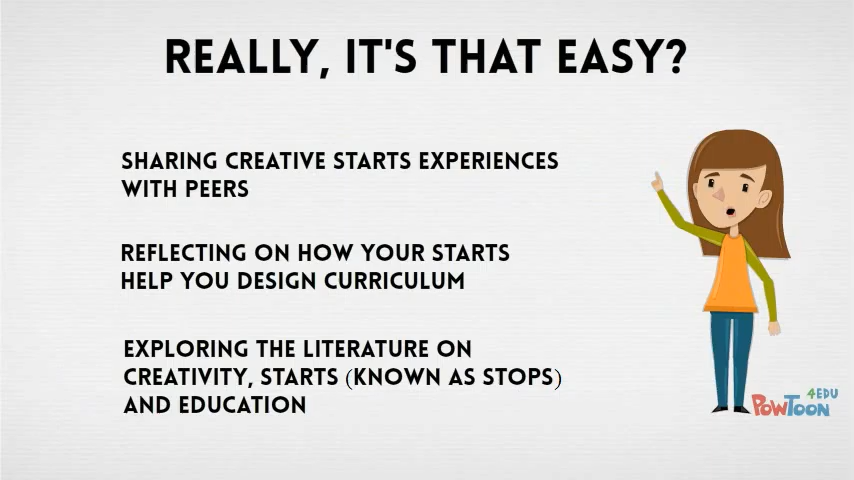 REALLY, IT'S THAT EASY?
SHARING CREATIVE STARTS EXPERIENCES
WITH PEERS
REFLECTING ON HOW YOUR STARTS
HELP YOU DESIGN CURRICULUM
EXPLORING THE LITERATURE ON
CREATIVITY, STARTS (KNOWN AS STOPS)
AND EDUCATION
4EDU
POWTOON